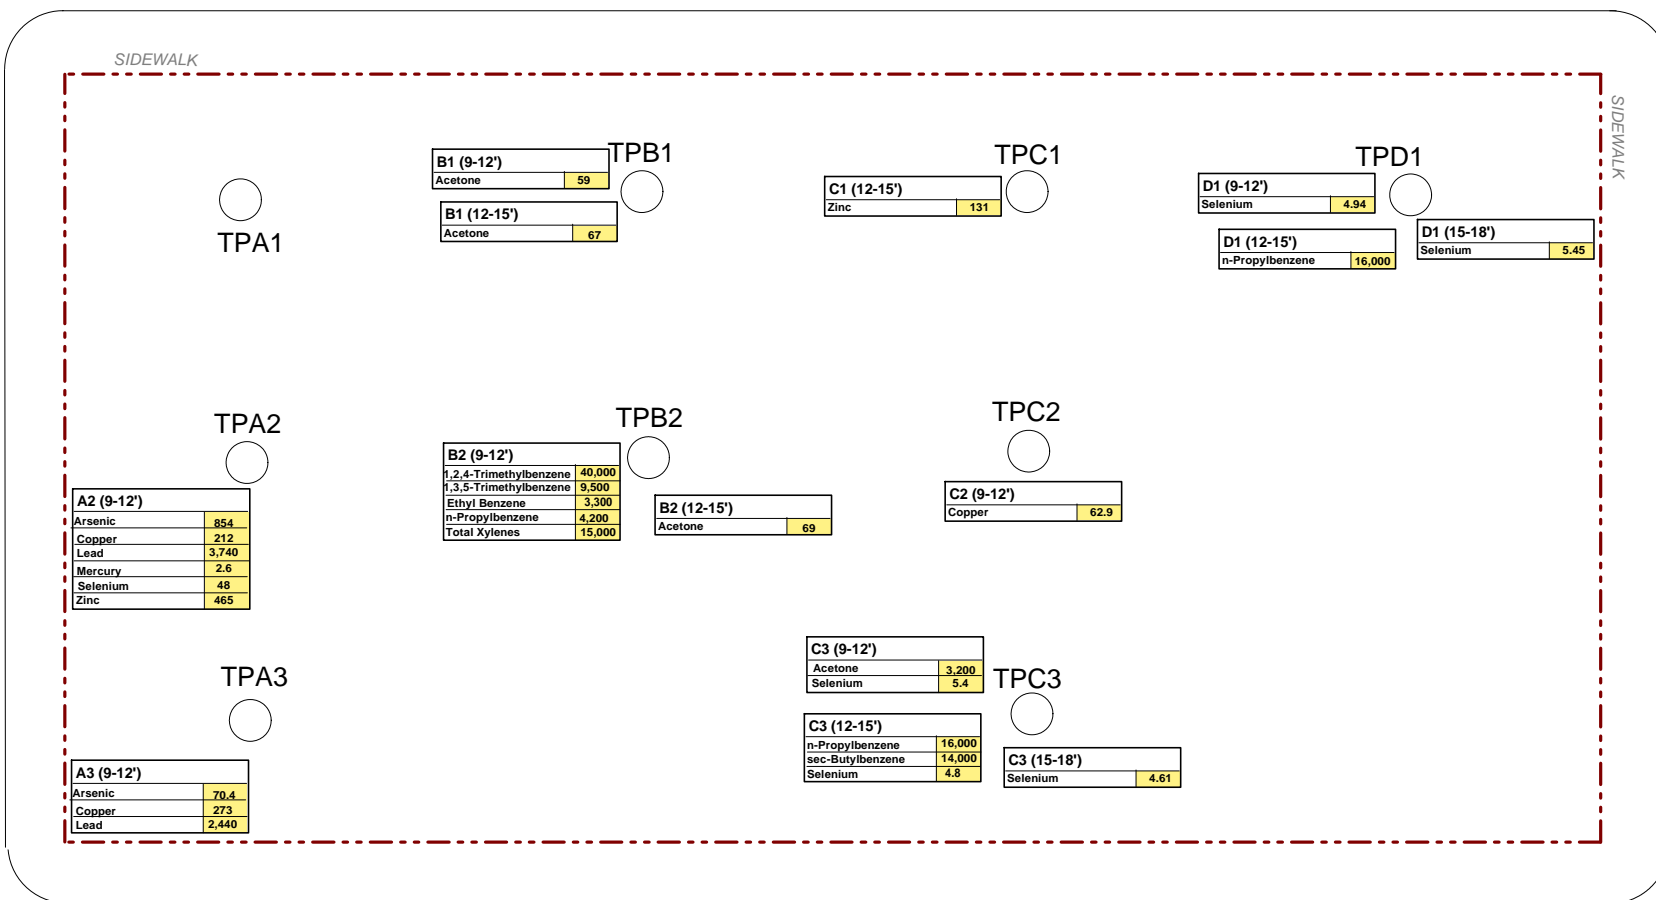 SIDEWALK
SIDEWALK
TPA1
TPB1
B1 (9-12')
Acetone 59
B1 (12-15')
Acetone 67
TPC1
C1 (12-15')
Zinc 131
TPD1
D1 (9-12')
Selenium 4.94
D1 (12-15')
n-Propylbenzene 16,000
D1 (15-18')
Selenium 5.45
TPA2
A2 (9-12')
Arsenic 854
Copper 212
Lead 3,740
Mercury 2.6
Selenium 48
Zinc 465
TPB2
B2 (9-12')
1,2,4-Trimethylbenzene 40,000
1,3,5-Trimethylbenzene 9,500
Ethyl Benzene 3,300
n-Propylbenzene 4,200
Total Xylenes 15,000
B2 (12-15')
Acetone 69
TPC2
C2 (9-12')
Copper 62.9
TPA3
A3 (9-12')
Arsenic 70.4
Copper 273
Lead 2,440
TPC3
C3 (9-12')
Acetone 3,200
Selenium 5.4
C3 (12-15')
n-Propylbenzene 16,000
sec-Butylbenzene 14,000
Selenium 4.8
C3 (15-18')
Selenium 4.61